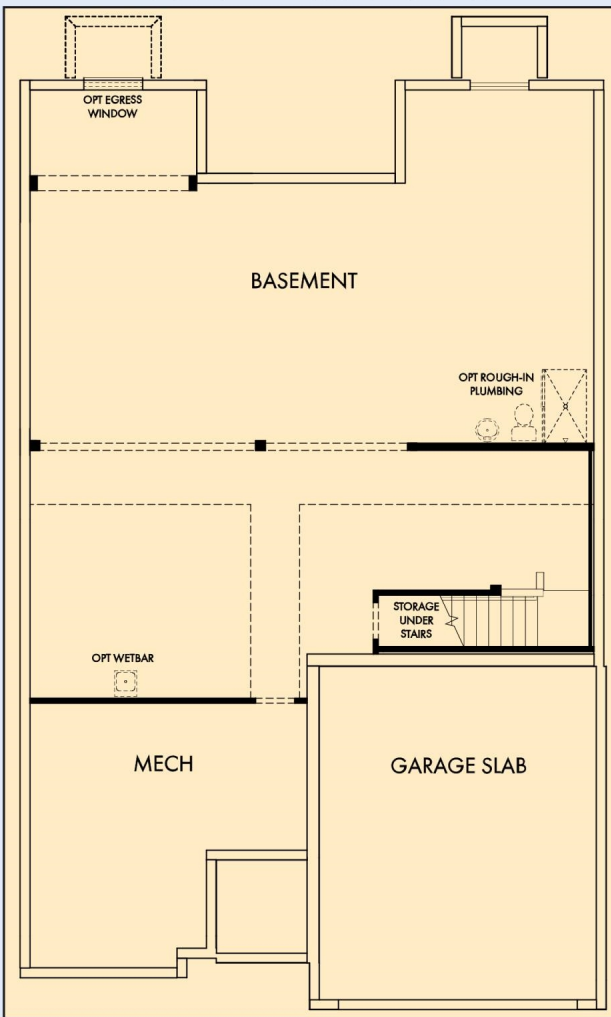 OPT EGRESS
WINDOW
BASEMENT
OPT ROUGH-IN
PLUMBING
STORAGE
UNDER
STAIRS
OPT WETBAR
MECH
GARAGE SLAB